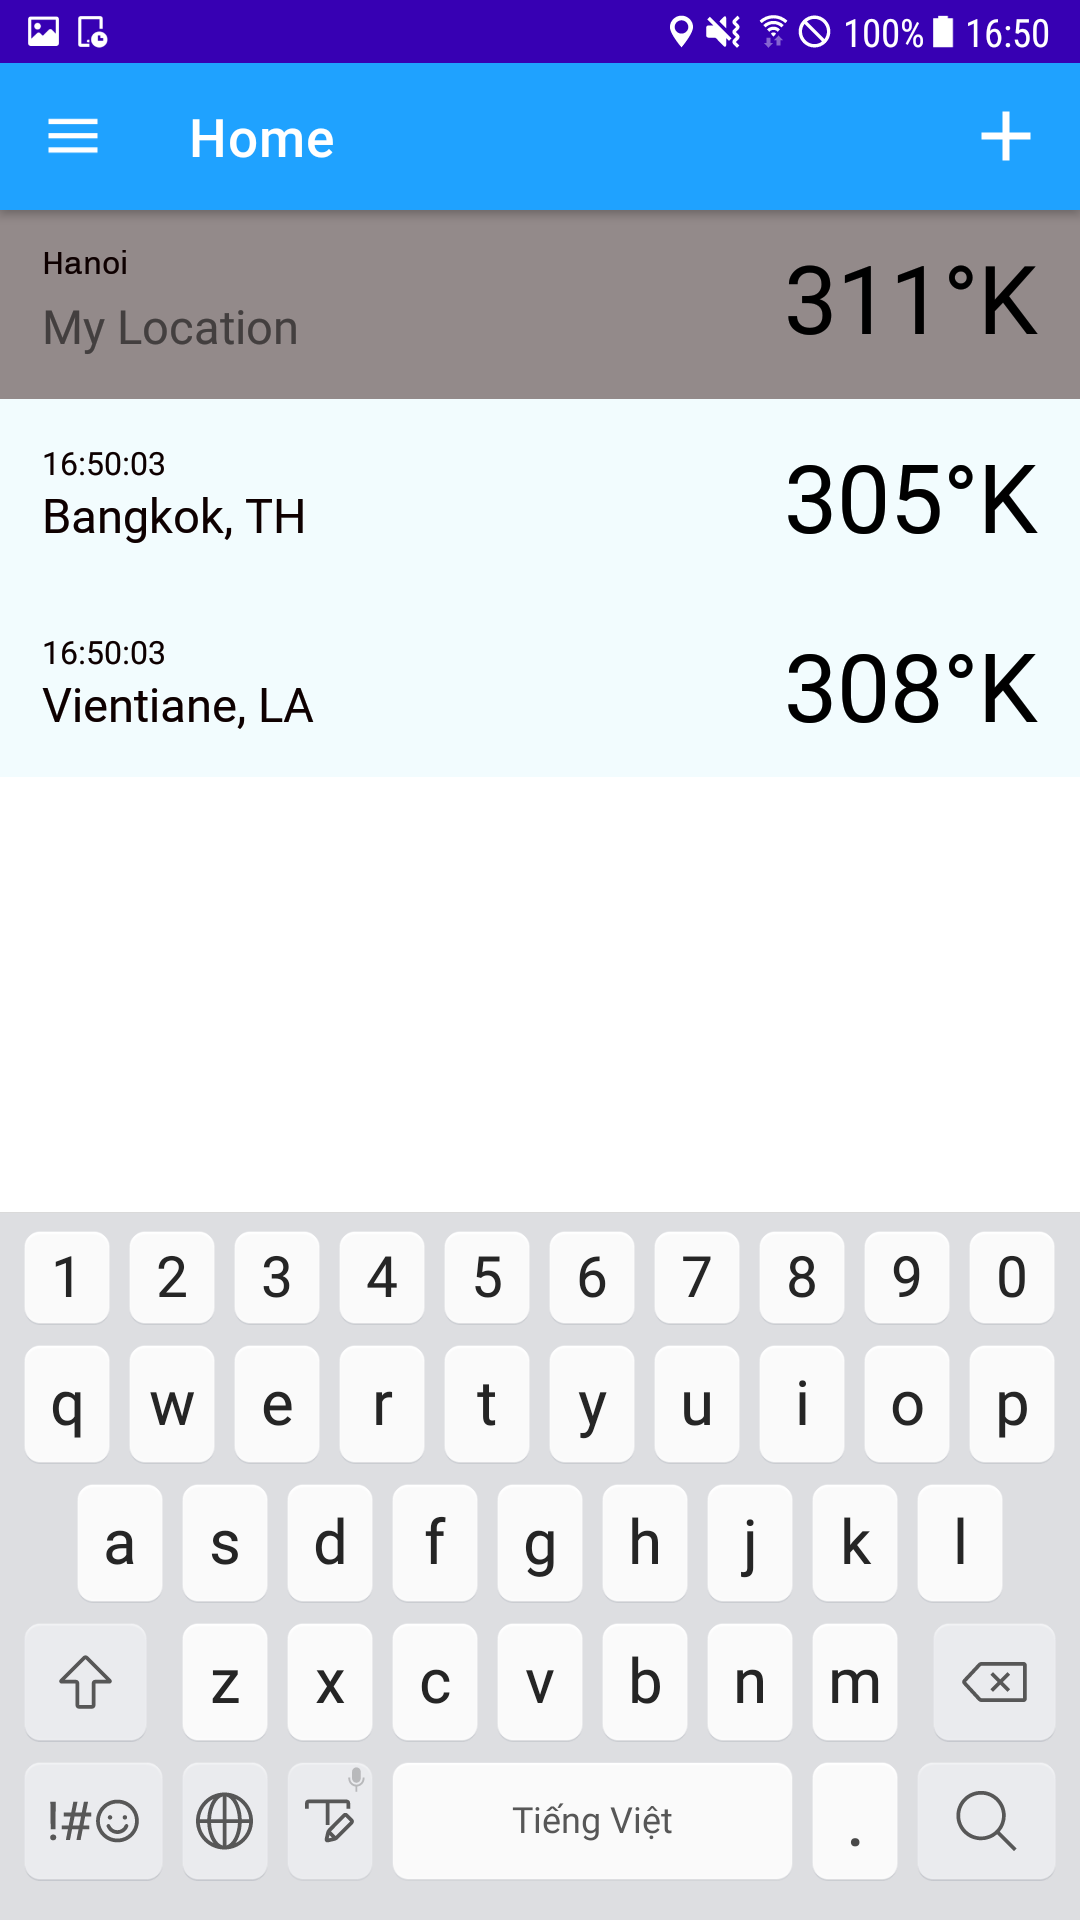 100% 16:50
Home
Hanoi
My Location
311°K
16:50:03
Bangkok, TH
305°K
16:50:03
Vientiane, LA
308°K
1 2 3 4 5 6 7 8 9 0
q w e r t y u i o p
a s d f g h j k l
z x c v b n m
!#☺ Tiếng Việt .